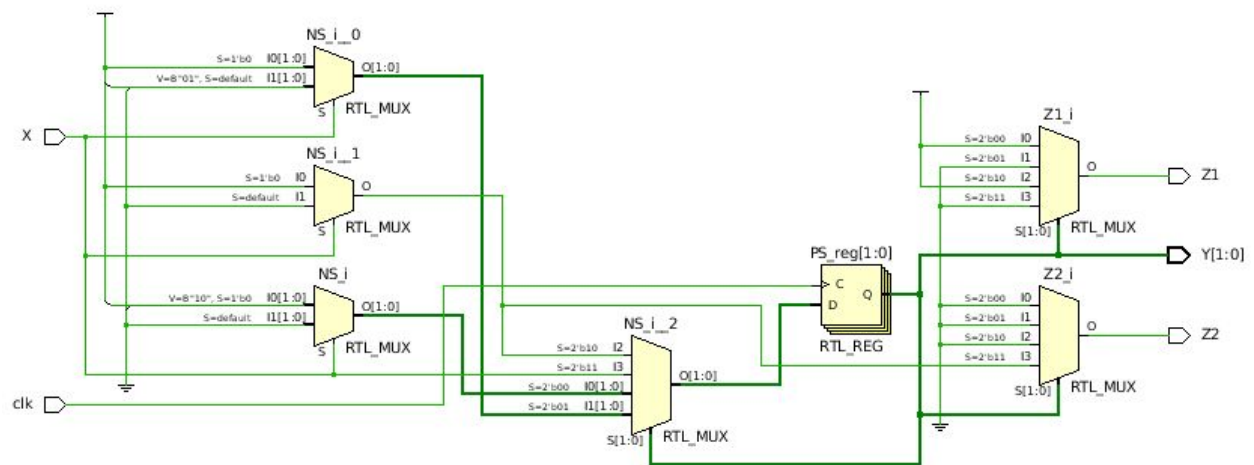 NS_i__0
S=1'b0 I0[1:0]
V=B"01", S=default I1[1:0]
O[1:0]
S
RTL_MUX
X
NS_i__1
S=1'b0 I0
S=default I1
O
S
RTL_MUX
NS_i
V=B"10", S=1'b0 I0[1:0]
S=default I1[1:0]
O[1:0]
S
RTL_MUX
clk
NS_i__2
S=2'b10 I2
S=2'b11 I3
S=2'b00 I0[1:0]
S=2'b01 I1[1:0]
O[1:0]
S[1:0]
RTL_MUX
PS_reg[1:0]
C
D
Q
RTL_REG
Z1_i
S=2'b00 I0
S=2'b01 I1
S=2'b10 I2
S=2'b11 I3
O
S[1:0]
RTL_MUX
Z1
Y[1:0]
Z2_i
S=2'b00 I0
S=2'b01 I1
S=2'b10 I2
S=2'b11 I3
O
S[1:0]
RTL_MUX
Z2